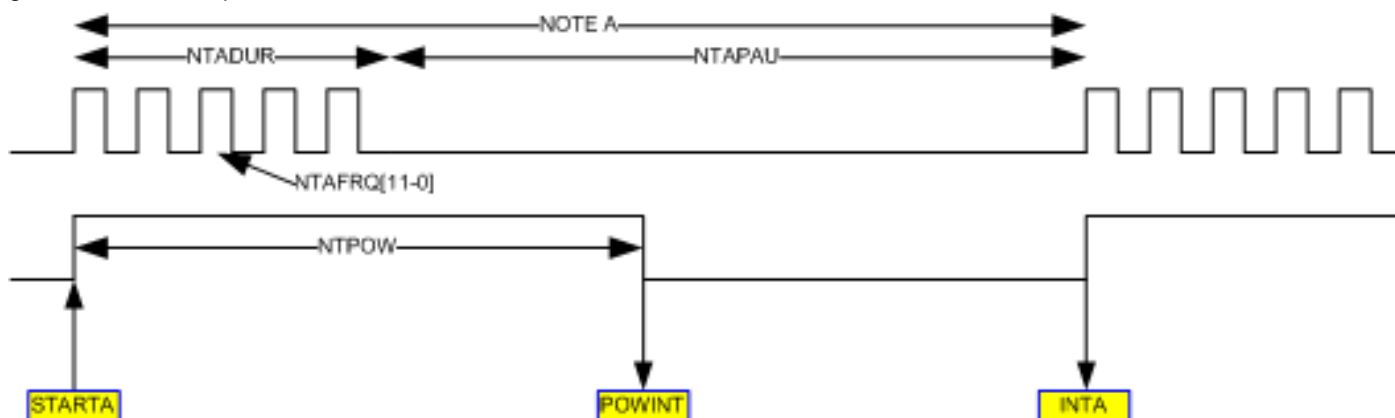 NOTE A
NTADUR NTAPAU
NTAFRQ[11-0]
NTPOW
STARTA POWINT INTA